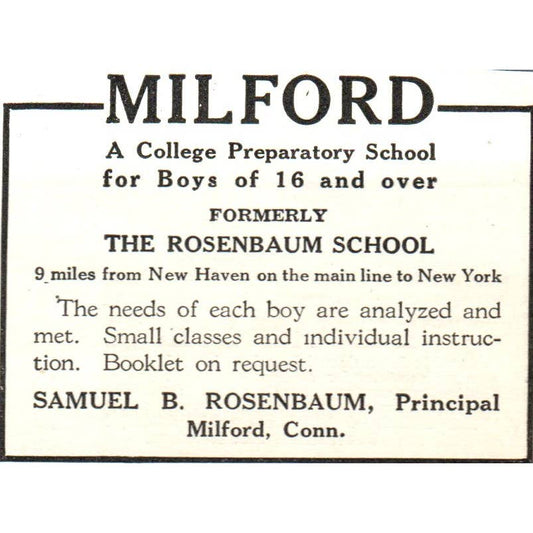 MILFORD
A College Preparatory School
for Boys of 16 and over
FORMERLY
THE ROSENBAUM SCHOOL
9 miles from New Haven on the main line to New York
The needs of each boy are analyzed and
met. Small classes and individual instruc-
tion. Booklet on request.
SAMUEL B. ROSENBAUM, Principal
Milford, Conn.